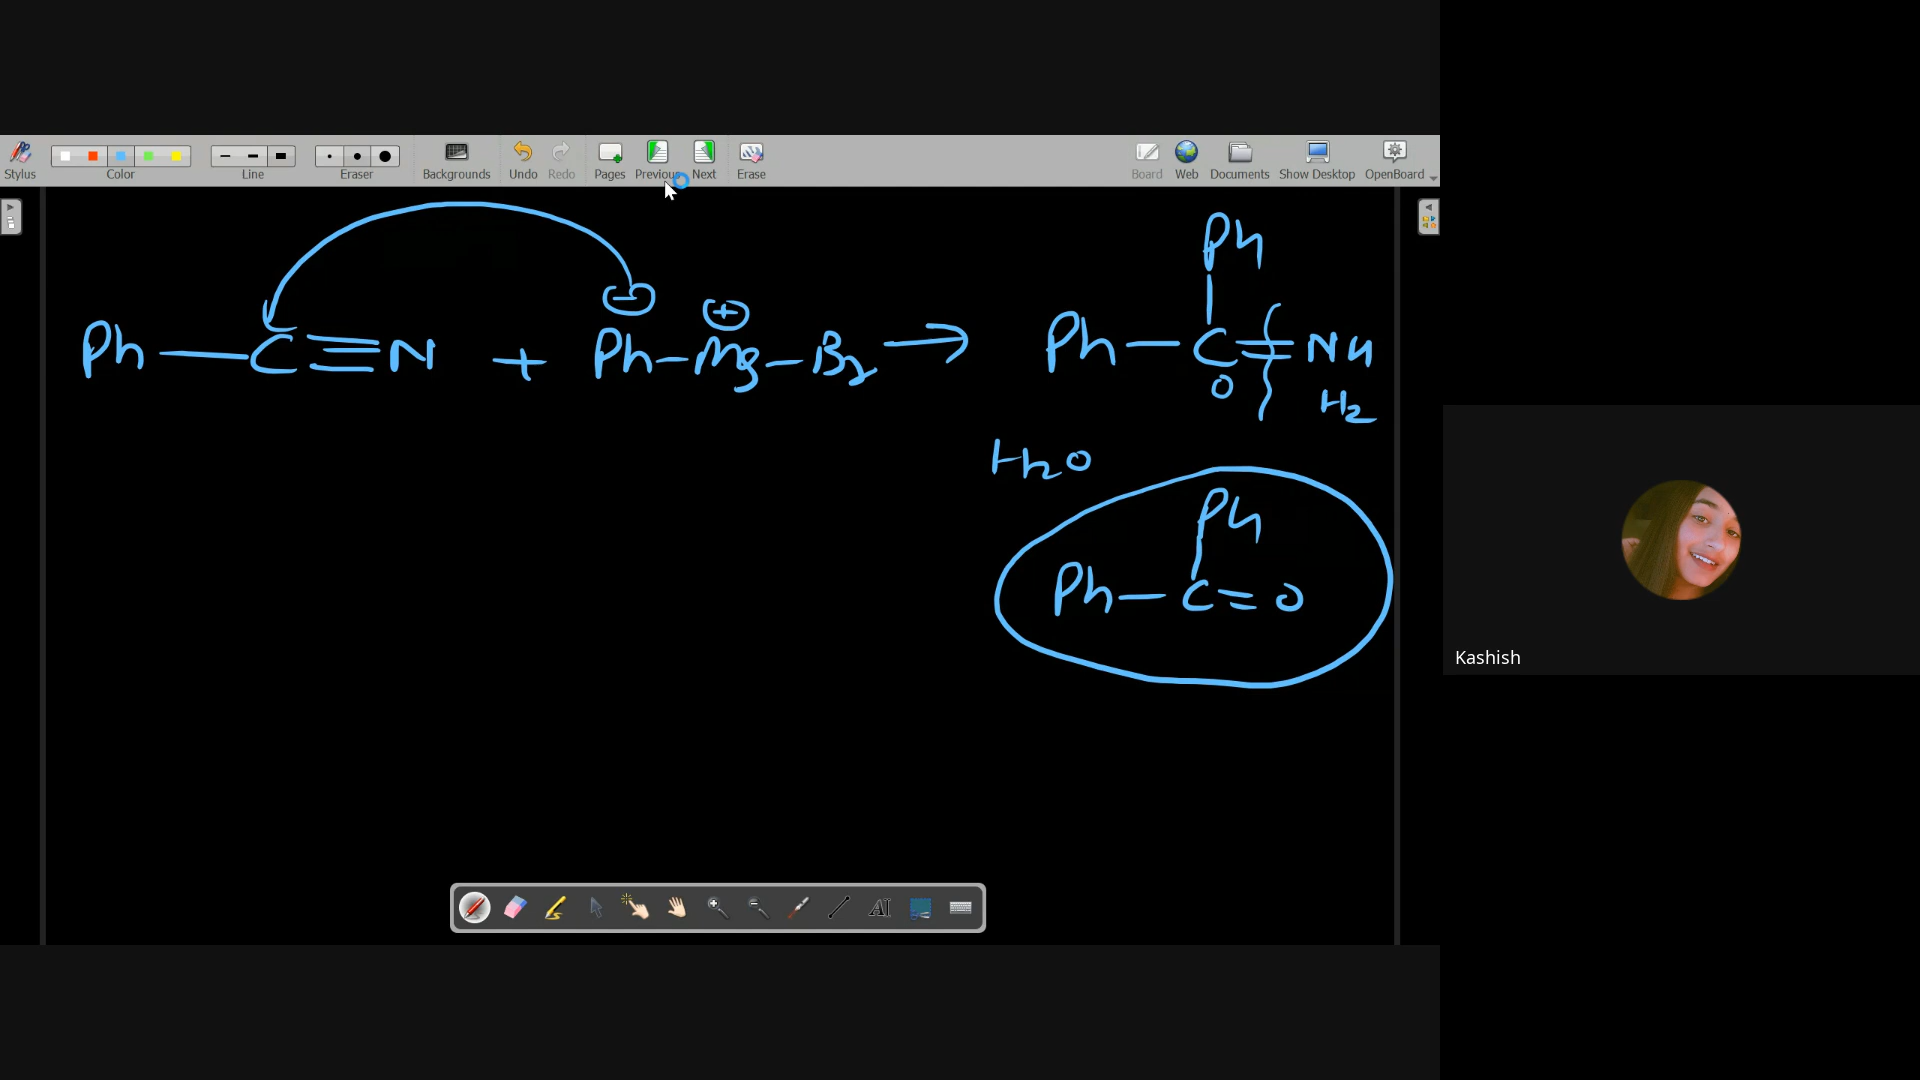 Stylus Color Line Eraser Backgrounds Undo Redo Pages Previous Next Erase Board Web Documents Show Desktop OpenBoard
Ph
Ph — C ≡ N + Ph — Mg — Br → Ph — C = NH
⊖ ⊕
O H2
H2O
Ph
Ph — C = O
AI
Kashish